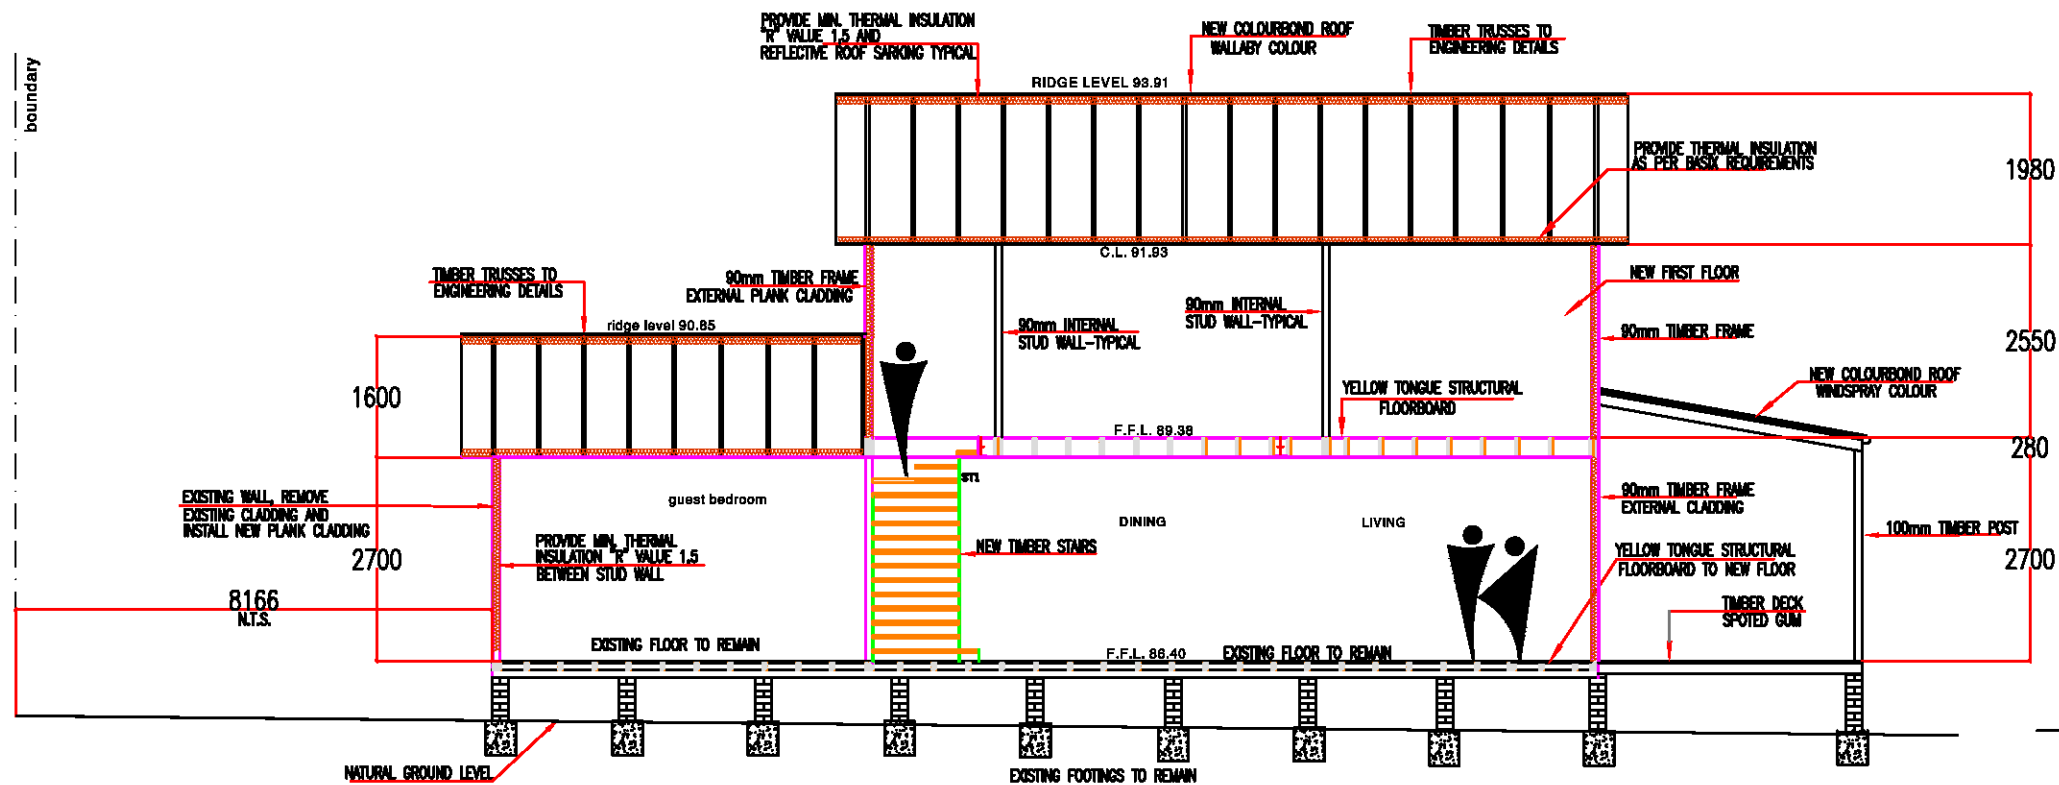 PROVIDE MIN. THERMAL INSULATION
"R" VALUE 1,5 AND
REFLECTIVE ROOF SARKING TYPICAL
NEW COLOURBOND ROOF
WALLABY COLOUR
TIMBER TRUSSES TO
ENGINEERING DETAILS
boundary
RIDGE LEVEL 93.91
PROVIDE THERMAL INSULATION
AS PER BASIX REQUIREMENTS
1980
C.L. 91.93
TIMBER TRUSSES TO
ENGINEERING DETAILS
90mm TIMBER FRAME
EXTERNAL PLANK CLADDING
NEW FIRST FLOOR
90mm INTERNAL
STUD WALL-TYPICAL
90mm INTERNAL
STUD WALL-TYPICAL
ridge level 90.85
90mm TIMBER FRAME
2550
NEW COLOURBOND ROOF
WINDSPRAY COLOUR
1600
YELLOW TONGUE STRUCTURAL
FLOORBOARD
F.F.L. 89.38
280
ST1
guest bedroom
EXISTING WALL, REMOVE
EXISTING CLADDING AND
INSTALL NEW PLANK CLADDING
90mm TIMBER FRAME
EXTERNAL CLADDING
DINING
LIVING
100mm TIMBER POST
PROVIDE MIN, THERMAL
INSULATION "R" VALUE 1,5
BETWEEN STUD WALL
NEW TIMBER STAIRS
YELLOW TONGUE STRUCTURAL
FLOORBOARD TO NEW FLOOR
2700
2700
8166
N.T.S.
TIMBER DECK
SPOTED GUM
EXISTING FLOOR TO REMAIN
F.F.L. 86.40
EXISTING FLOOR TO REMAIN
NATURAL GROUND LEVEL
EXISTING FOOTINGS TO REMAIN